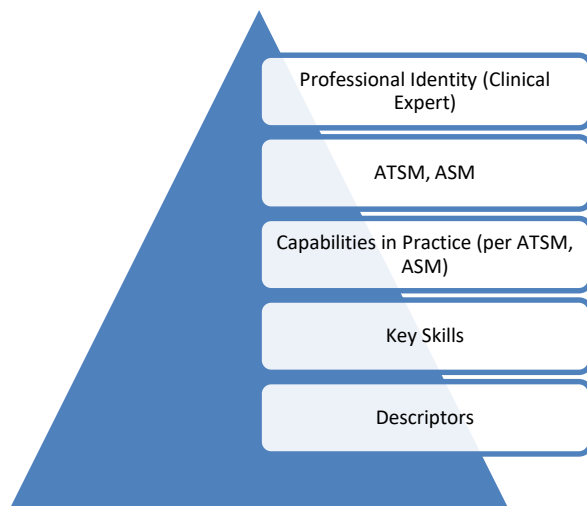 Professional Identity (Clinical
Expert)
ATSM, ASM
Capabilities in Practice (per ATSM,
ASM)
Key Skills
Descriptors